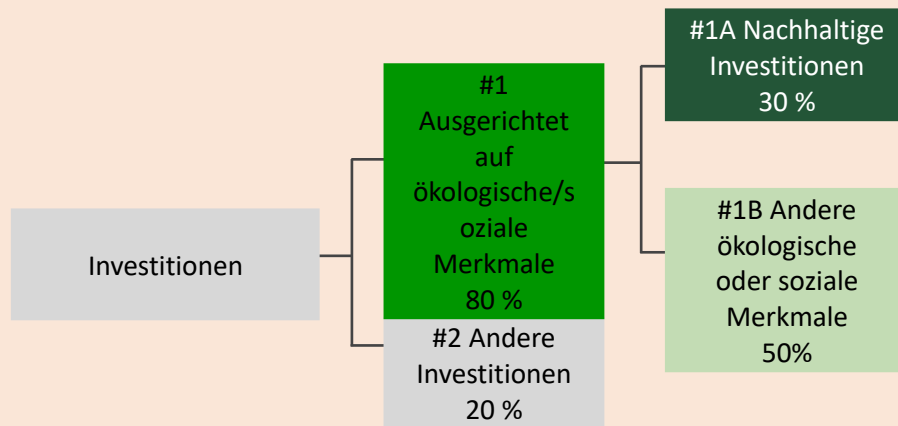 Investitionen
#1
Ausgerichtet
auf
ökologische/s
oziale
Merkmale
80 %
#2 Andere
Investitionen
20 %
#1A Nachhaltige
Investitionen
30 %
#1B Andere
ökologische
oder soziale
Merkmale
50%